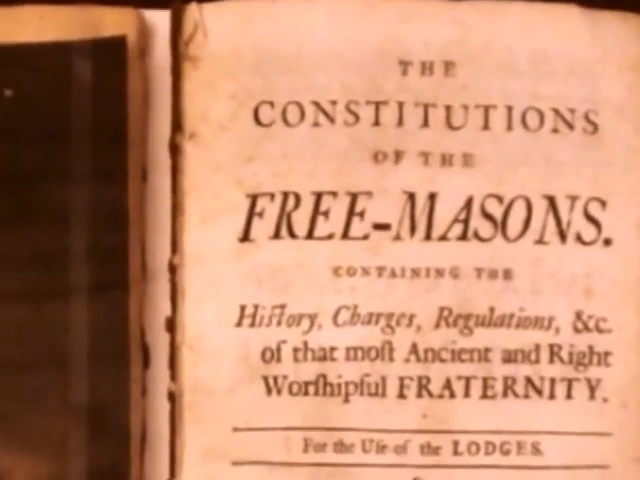 THE
CONSTITUTIONS
OF THE
FREE-MASONS.
CONTAINING THE
Hiſtory, Charges, Regulations, &c.
of that moſt Ancient and Right
Worſhipful FRATERNITY.
For the Uſe of the LODGES.